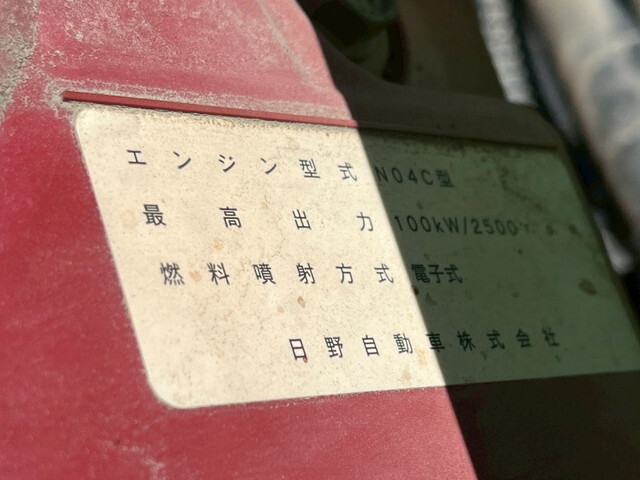 エンジン型式 N04C型
最高出力 100kW/2500
燃料噴射方式 電子式
日野自動車株式会社